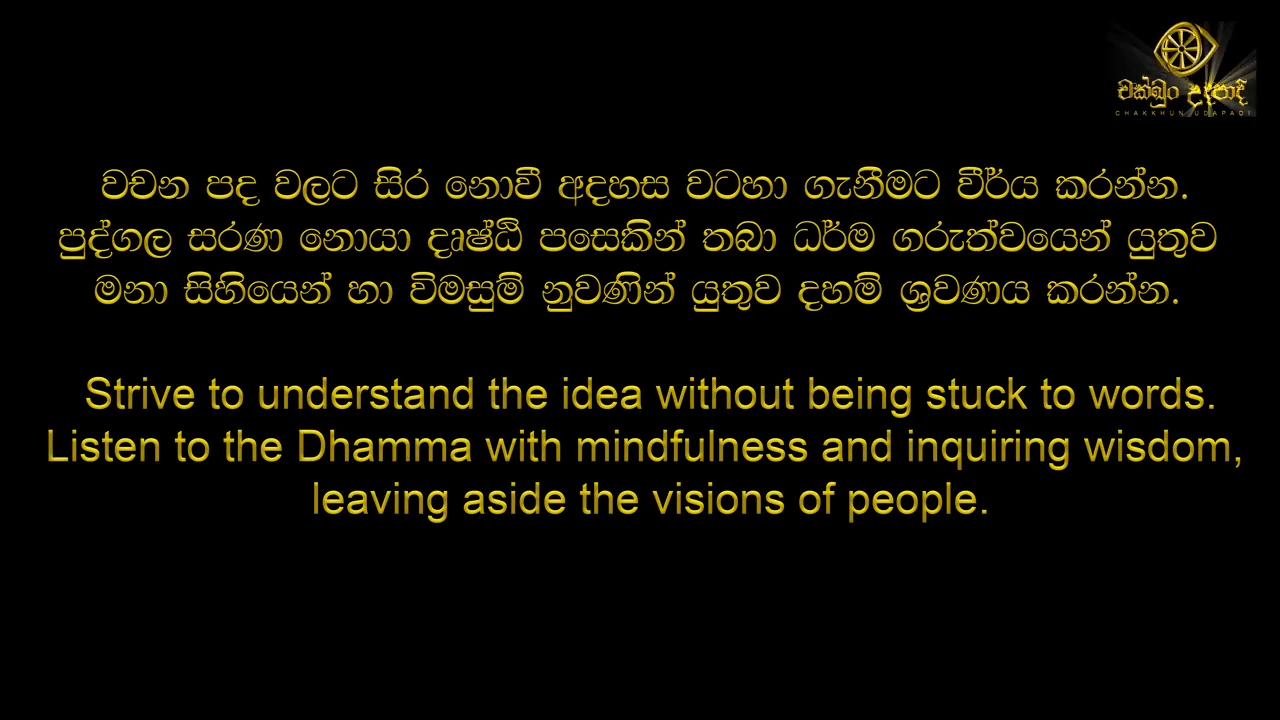 චක්ඛුං උදපාදි
CHAKKHUN UDAPADI
වචන පද වලට සිර නොවී අදහස වටහා ගැනීමට වීර්ය කරන්න.
පුද්ගල සරණ නොයා දෘෂ්ඨි පසෙකින් තබා ධර්ම ගරුත්වයෙන් යුතුව
මනා සිහියෙන් හා විමසුම් නුවණින් යුතුව දහම් ශ්‍රවණය කරන්න.
Strive to understand the idea without being stuck to words.
Listen to the Dhamma with mindfulness and inquiring wisdom,
leaving aside the visions of people.